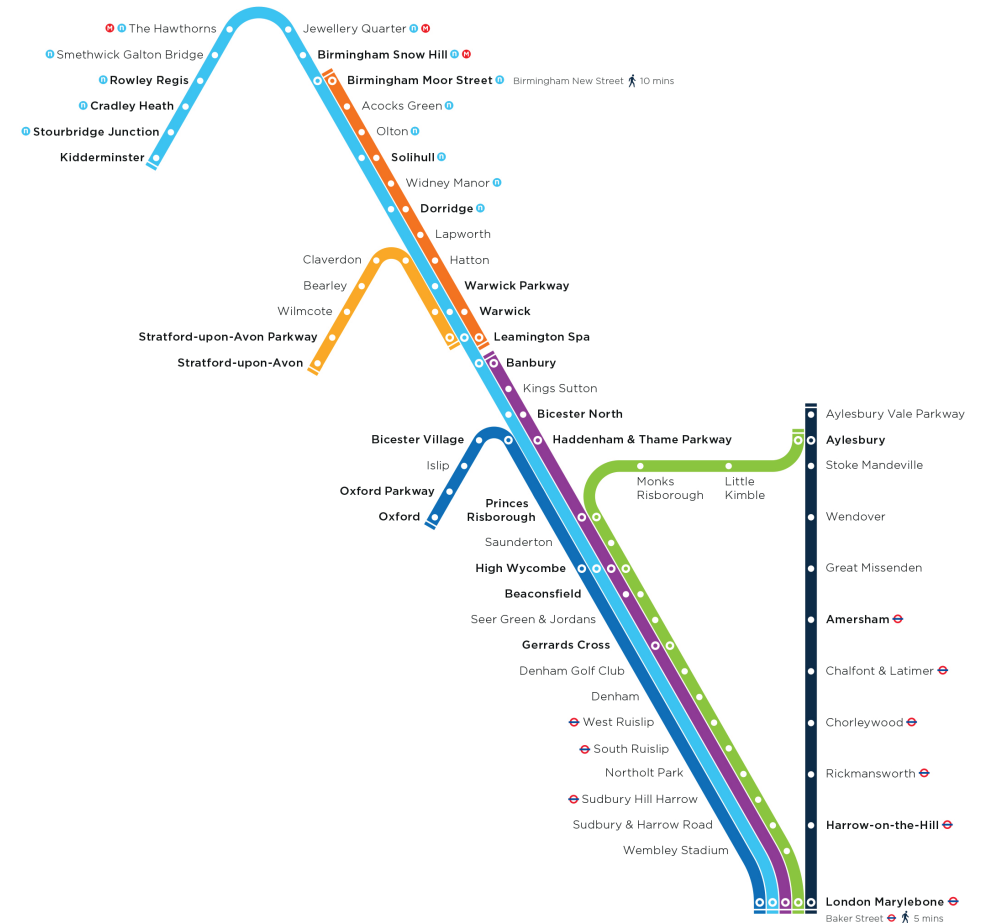 The Hawthorns
Jewellery Quarter
Smethwick Galton Bridge
Birmingham Snow Hill
Rowley Regis
Birmingham Moor Street
Birmingham New Street 10 mins
Cradley Heath
Acocks Green
Stourbridge Junction
Olton
Kidderminster
Solihull
Widney Manor
Dorridge
Lapworth
Claverdon
Hatton
Bearley
Warwick Parkway
Wilmcote
Warwick
Stratford-upon-Avon Parkway
Leamington Spa
Stratford-upon-Avon
Banbury
Kings Sutton
Bicester North
Aylesbury Vale Parkway
Bicester Village
Haddenham & Thame Parkway
Aylesbury
Islip
Stoke Mandeville
Monks
Risborough
Little
Kimble
Oxford Parkway
Princes
Risborough
Oxford
Wendover
Saunterton
High Wycombe
Great Missenden
Beaconsfield
Seer Green & Jordans
Amersham
Gerrards Cross
Denham Golf Club
Chalfont & Latimer
Denham
West Ruislip
Chorleywood
South Ruislip
Northolt Park
Rickmansworth
Sudbury Hill Harrow
Sudbury & Harrow Road
Harrow-on-the-Hill
Wembley Stadium
London Marylebone
Baker Street 5 mins